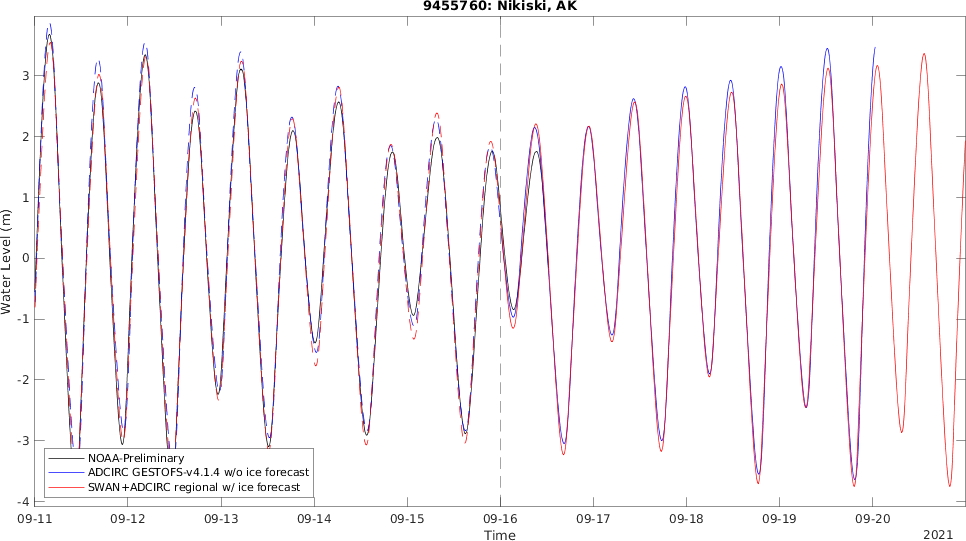 9455760: Nikiski, AK
Water Level (m)
3
2
1
0
-1
-2
-3
-4
NOAA-Preliminary
ADCIRC GESTOFS-v4.1.4 w/o ice forecast
SWAN+ADCIRC regional w/ ice forecast
09-11 09-12 09-13 09-14 09-15 09-16 09-17 09-18 09-19 09-20
Time
2021